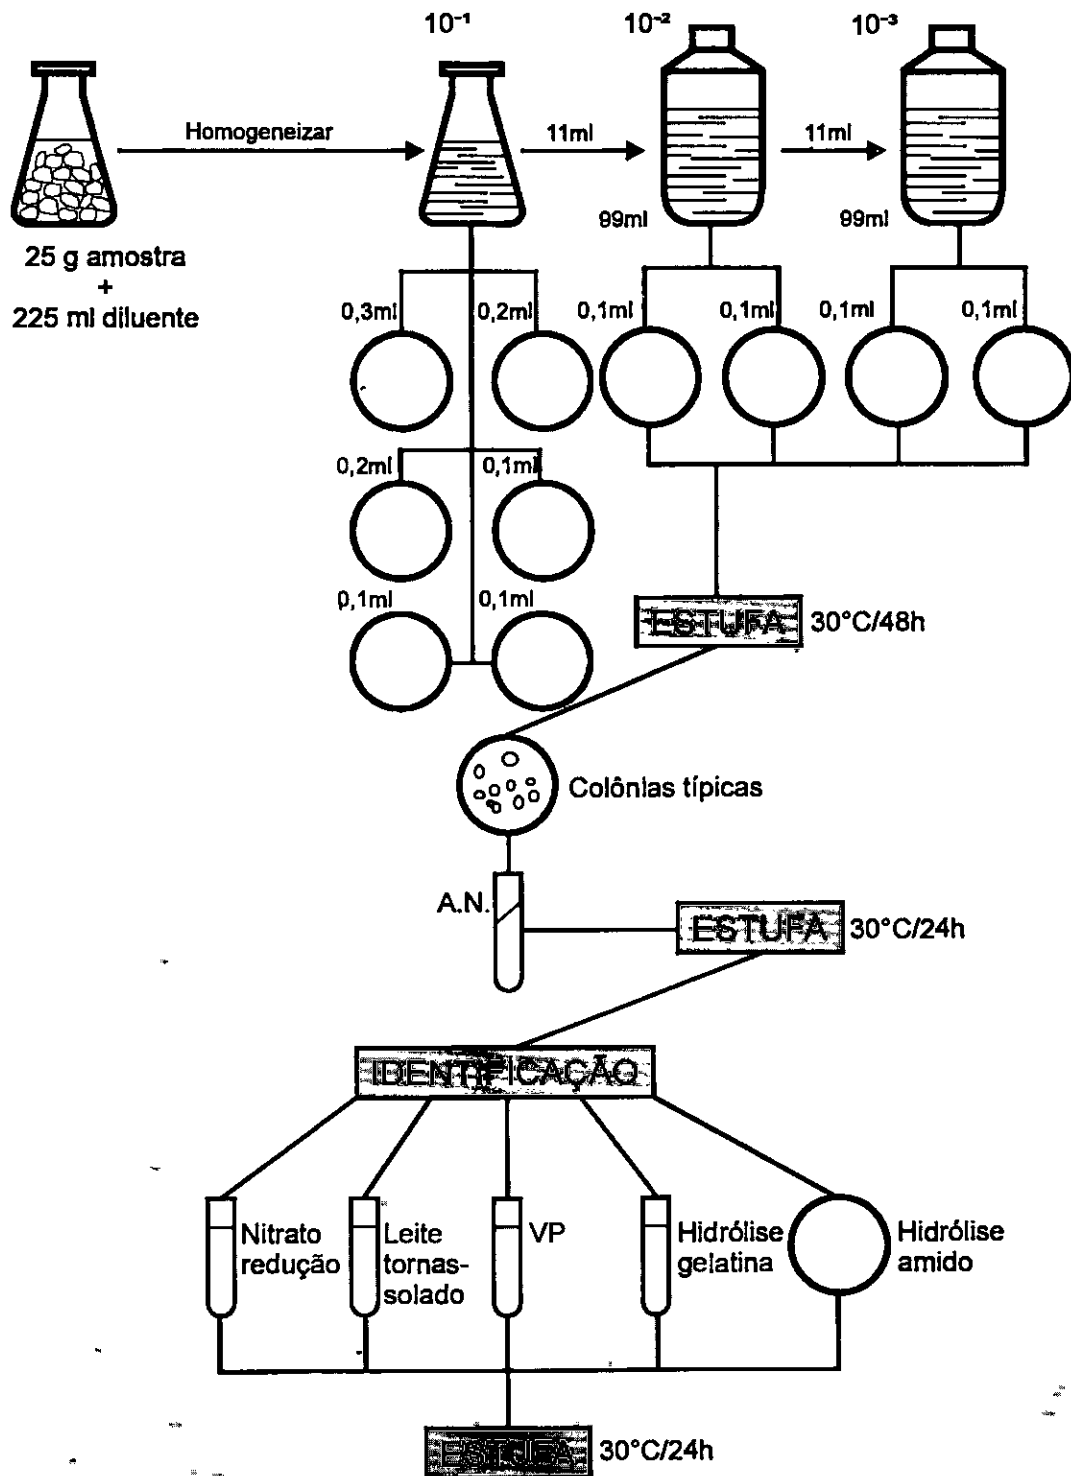 10⁻¹
10⁻²
10⁻³
Homogeneizar
11ml
11ml
99ml
99ml
25 g amostra
+
225 ml diluente
0,3ml
0,2ml
0,1ml
0,1ml
0,1ml
0,1ml
0,2ml
0,1ml
0,1ml
0,1ml
ESTUFA
30°C/48h
Colônias típicas
A.N.
ESTUFA
30°C/24h
IDENTIFICAÇÃO
Nitrato
redução
Leite
tornas-
solado
VP
Hidrólise
gelatina
Hidrólise
amido
ESTUFA
30°C/24h